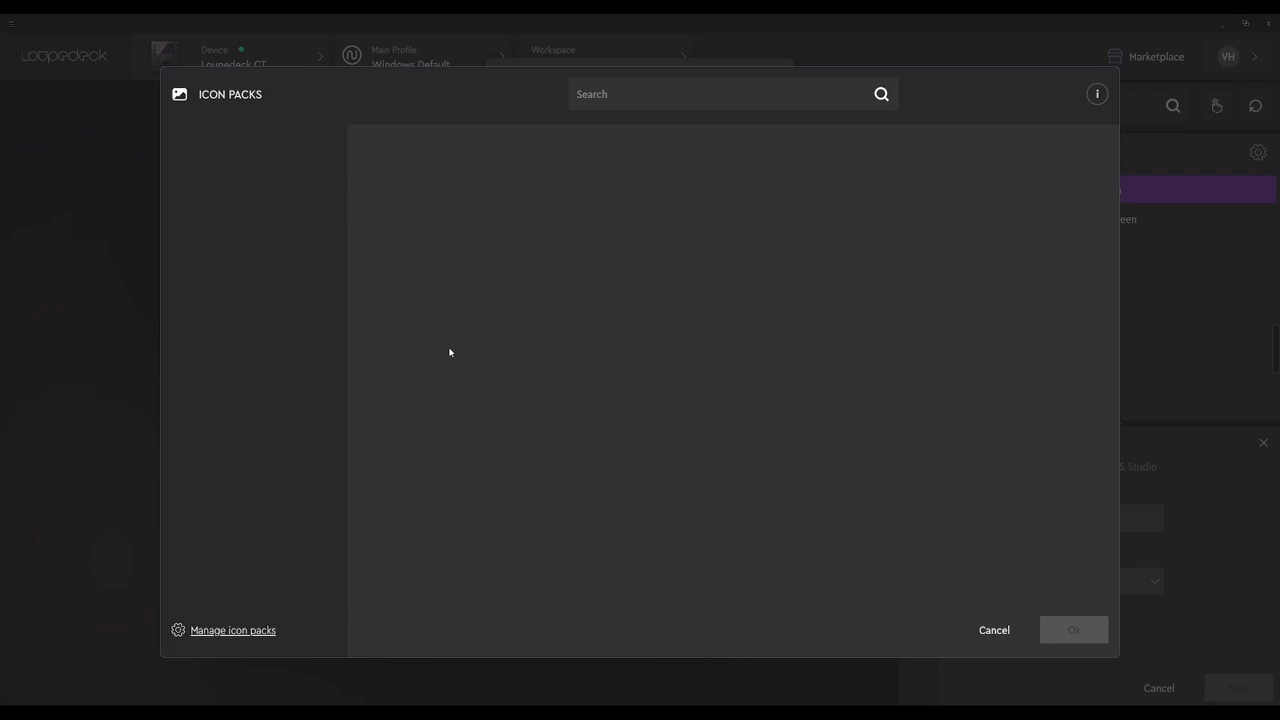 Loupedeck
Device
Loupedeck CT
Main Profile
Windows Default
Workspace
Marketplace
VH
ICON PACKS
Search
i
reen
S Studio
Manage icon packs
Cancel
Ok
Cancel